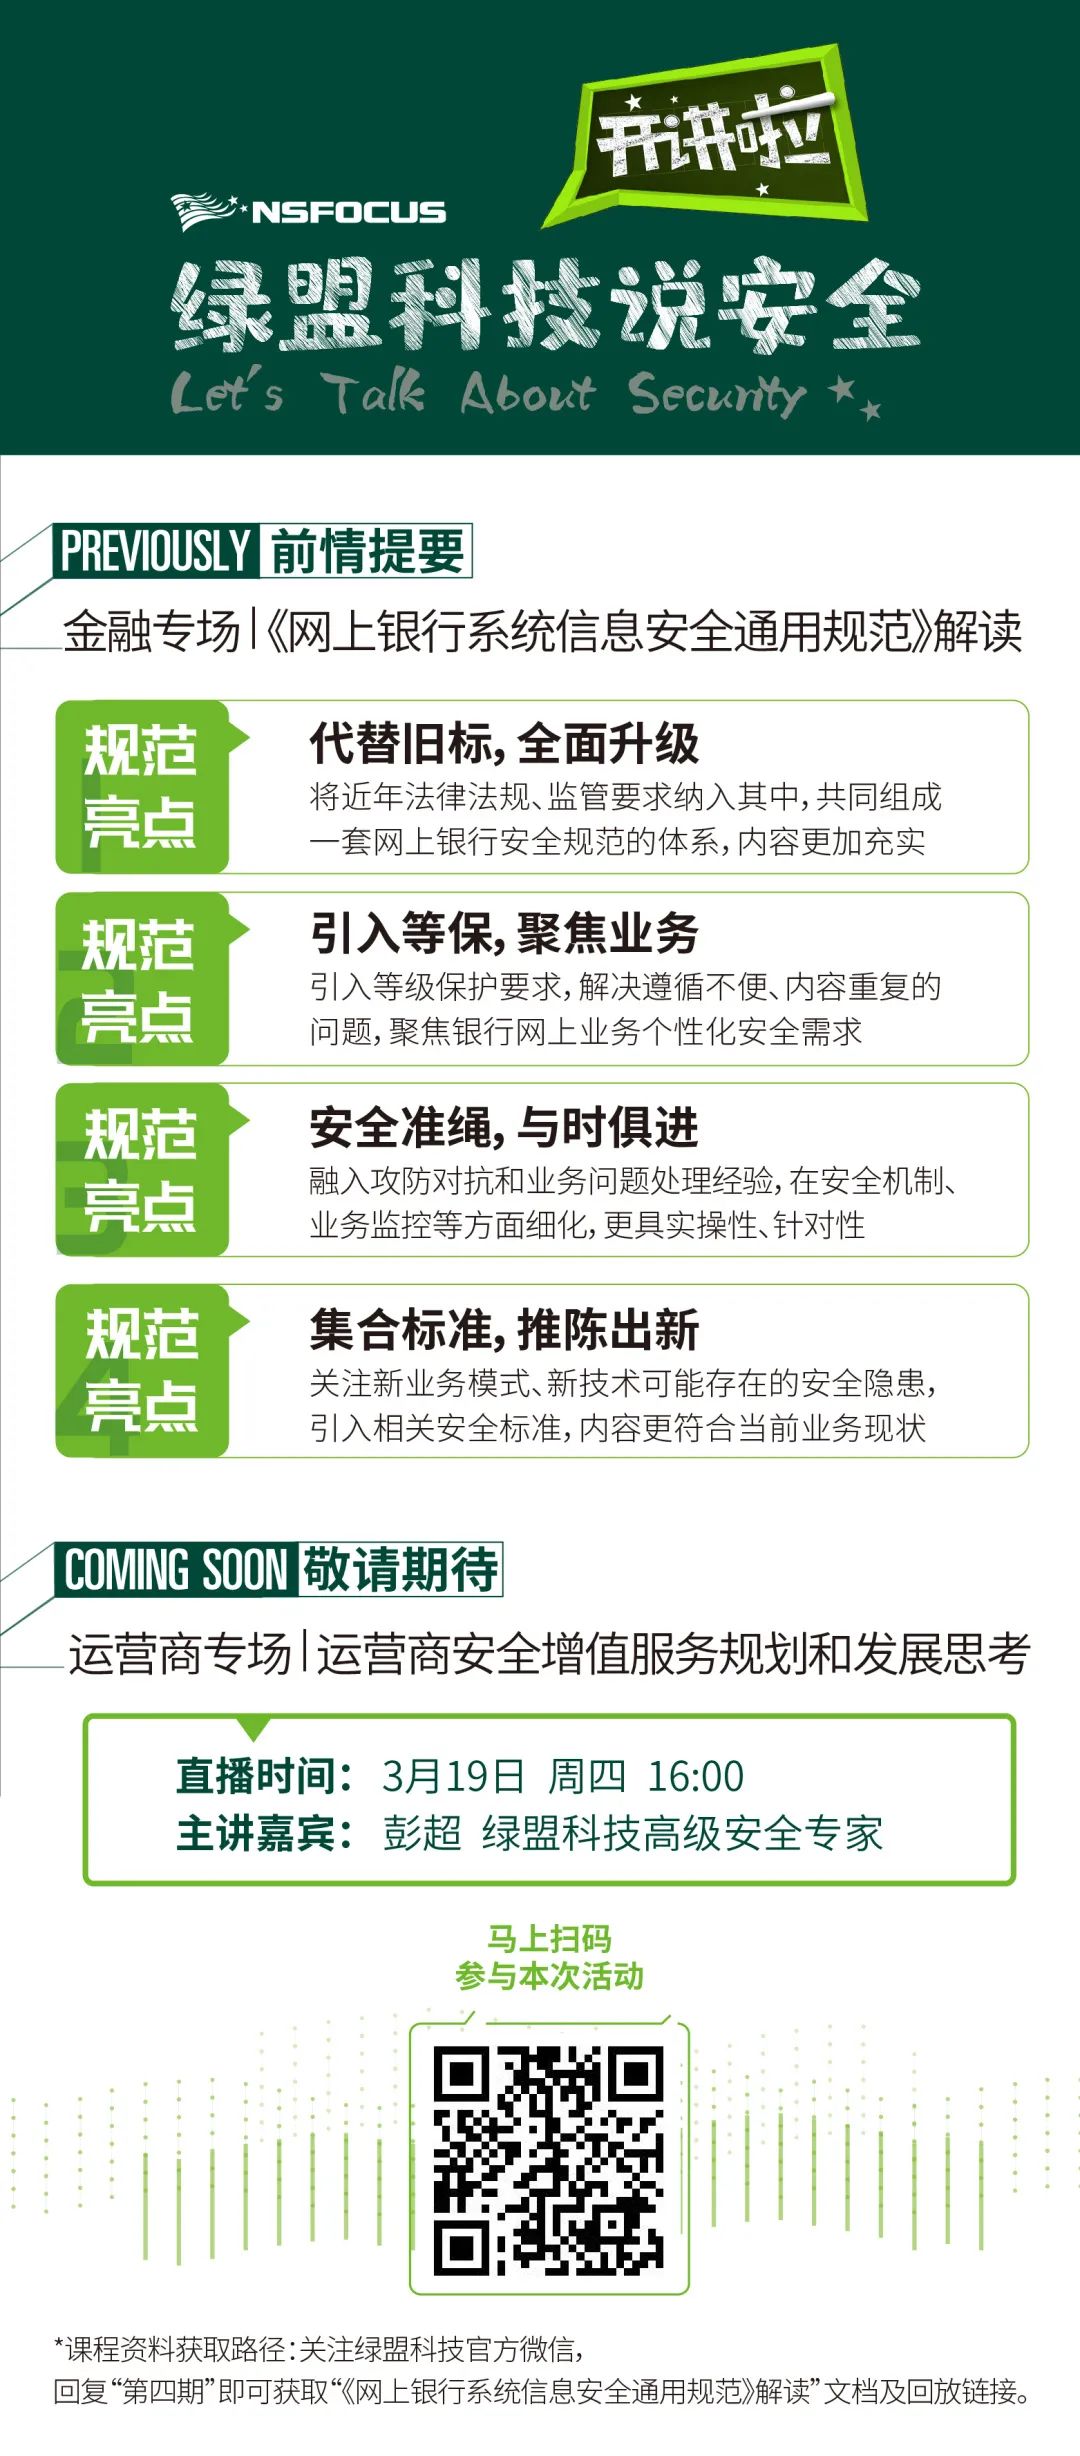 开讲啦
NSFOCUS
绿盟科技说安全
Let's Talk About Security
PREVIOUSLY 前情提要
金融专场|《网上银行系统信息安全通用规范》解读
规范
亮点
1
代替旧标，全面升级
将近年法律法规、监管要求纳入其中，共同组成
一套网上银行安全规范的体系，内容更加充实
规范
亮点
2
引入等保，聚焦业务
引入等级保护要求，解决遵循不便、内容重复的
问题，聚焦银行网上业务个性化安全需求
规范
亮点
3
安全准绳，与时俱进
融入攻防对抗和业务问题处理经验，在安全机制、
业务监控等方面细化，更具实操性、针对性
规范
亮点
4
集合标准，推陈出新
关注新业务模式、新技术可能存在的安全隐患，
引入相关安全标准，内容更符合当前业务现状
COMING SOON 敬请期待
运营商专场|运营商安全增值服务规划和发展思考
直播时间： 3月19日 周四 16:00
主讲嘉宾： 彭超 绿盟科技高级安全专家
马上扫码
参与本次活动
*课程资料获取路径：关注绿盟科技官方微信，
回复“第四期”即可获取“《网上银行系统信息安全通用规范》解读”文档及回放链接。